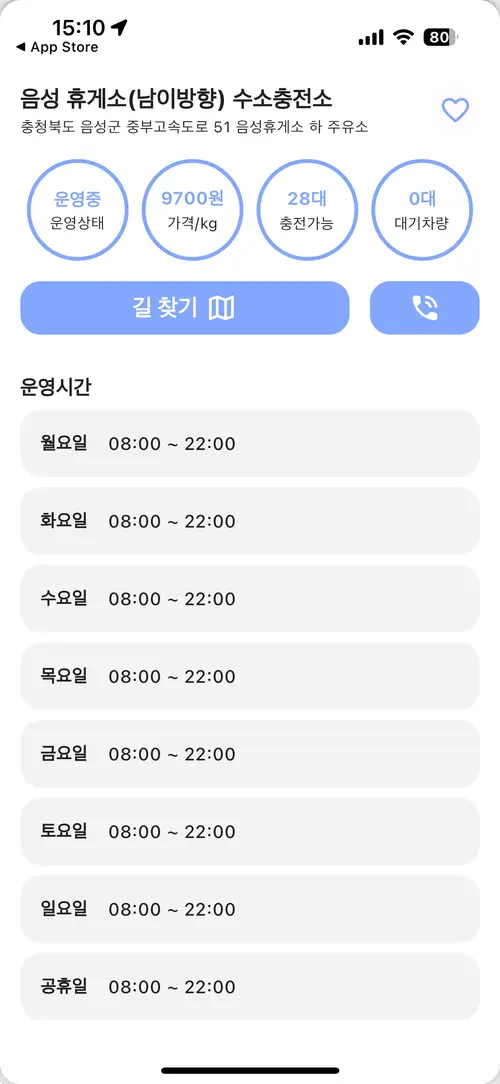 15:10
◀ App Store
80
음성 휴게소(남이방향) 수소충전소
충청북도 음성군 중부고속도로 51 음성휴게소 하 주유소
운영중 9700원 28대 0대
운영상태 가격/kg 충전가능 대기차량
길 찾기
운영시간
월요일 08:00 ~ 22:00
화요일 08:00 ~ 22:00
수요일 08:00 ~ 22:00
목요일 08:00 ~ 22:00
금요일 08:00 ~ 22:00
토요일 08:00 ~ 22:00
일요일 08:00 ~ 22:00
공휴일 08:00 ~ 22:00